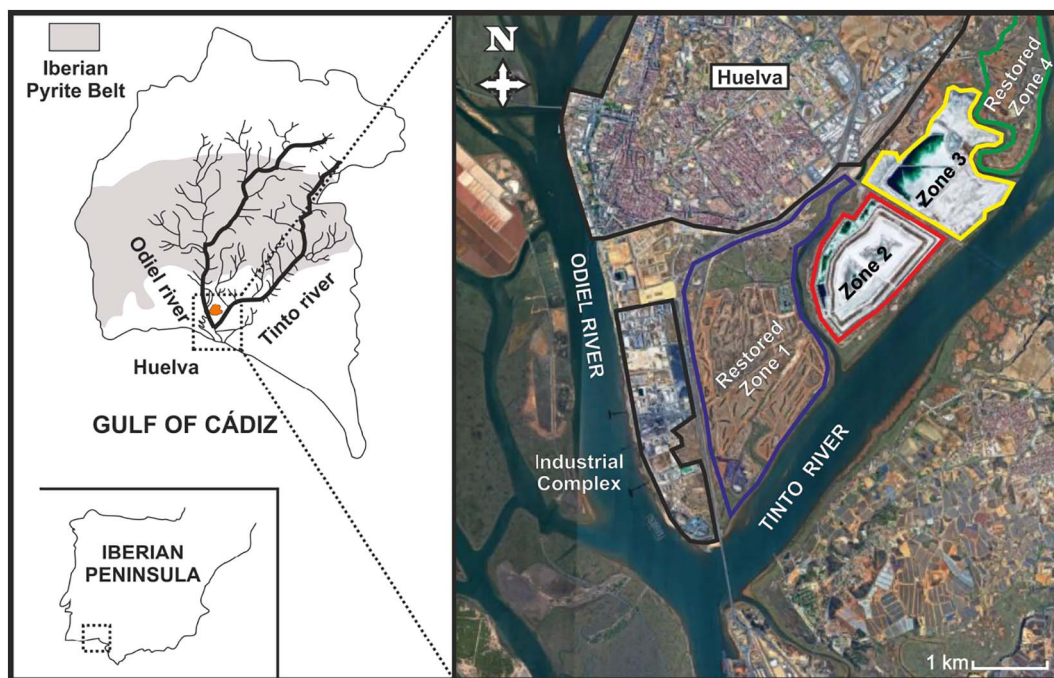 Iberian
Pyrite Belt
Odiel river
Tinto river
Huelva
GULF OF CÁDIZ
IBERIAN
PENINSULA
N
Huelva
Restored
Zone 4
Zone 3
Zone 2
ODIEL RIVER
Restored
Zone 1
Industrial
Complex
TINTO RIVER
1 km